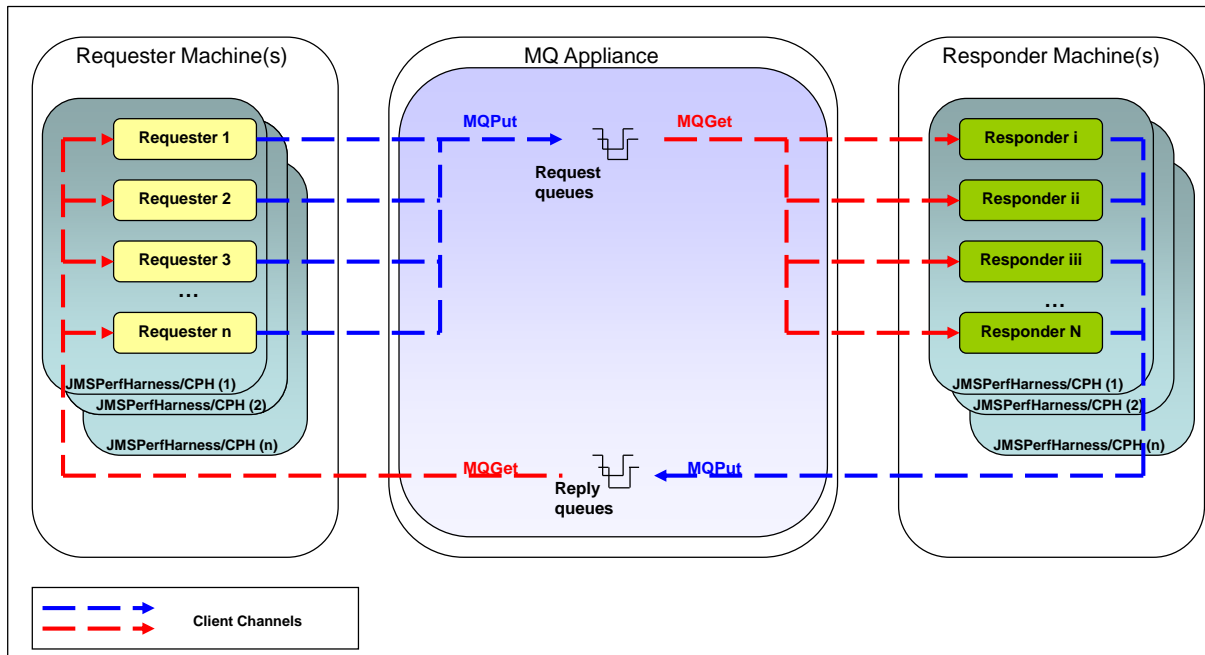 Requester Machine(s)
MQ Appliance
Responder Machine(s)
Requester 1
Requester 2
Requester 3
...
Requester n
JMSPerfHarness/CPH (1)
JMSPerfHarness/CPH (2)
JMSPerfHarness/CPH (n)
MQPut
MQGet
Request
queues
MQGet
MQPut
Reply
queues
Responder i
Responder ii
Responder iii
...
Responder N
JMSPerfHarness/CPH (1)
JMSPerfHarness/CPH (2)
JMSPerfHarness/CPH (n)
Client Channels